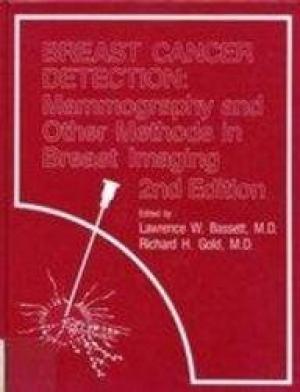 BREAST CANCER
DETECTION:
Mammography and
Other Methods in
Breast Imaging
2nd Edition
Edited by
Lawrence W. Bassett, M.D.
Richard H. Gold, M.D.